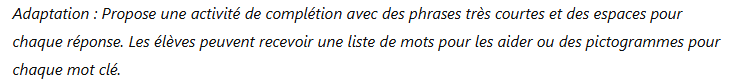 Adaptation : Propose une activité de complétion avec des phrases très courtes et des espaces pour
chaque réponse. Les élèves peuvent recevoir une liste de mots pour les aider ou des pictogrammes pour
chaque mot clé.